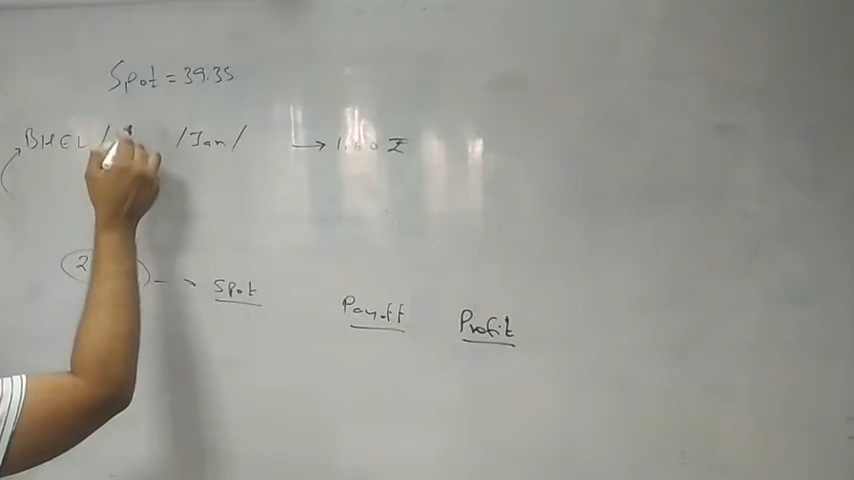 Spot = 39.35
BHEL / /Jan/ → 1.60 ₹
2 → Spot Payoff Profit